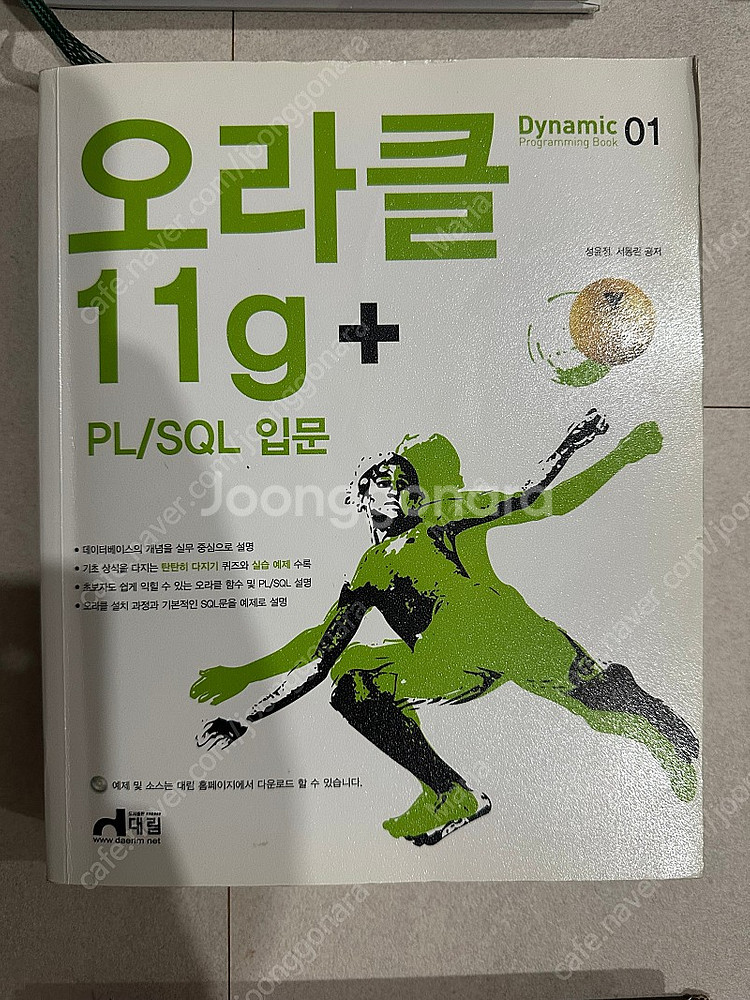 오라클
Dynamic
Programming Book
01
성윤정, 서동린 공저
11g +
PL/SQL 입문
Joonggonara
• 데이터베이스의 개념을 실무 중심으로 설명
• 기초 상식을 다지는 탄탄히 다지기 퀴즈와 실습 예제 수록
• 초보자도 쉽게 익힐 수 있는 오라클 함수 및 PL/SQL 설명
• 오라클 설치 과정과 기본적인 SQL문을 예제로 설명
예제 및 소스는 대림 홈페이지에서 다운로드 할 수 있습니다.
대림
www.daerim.net
cafe.naver.com/joonggonara